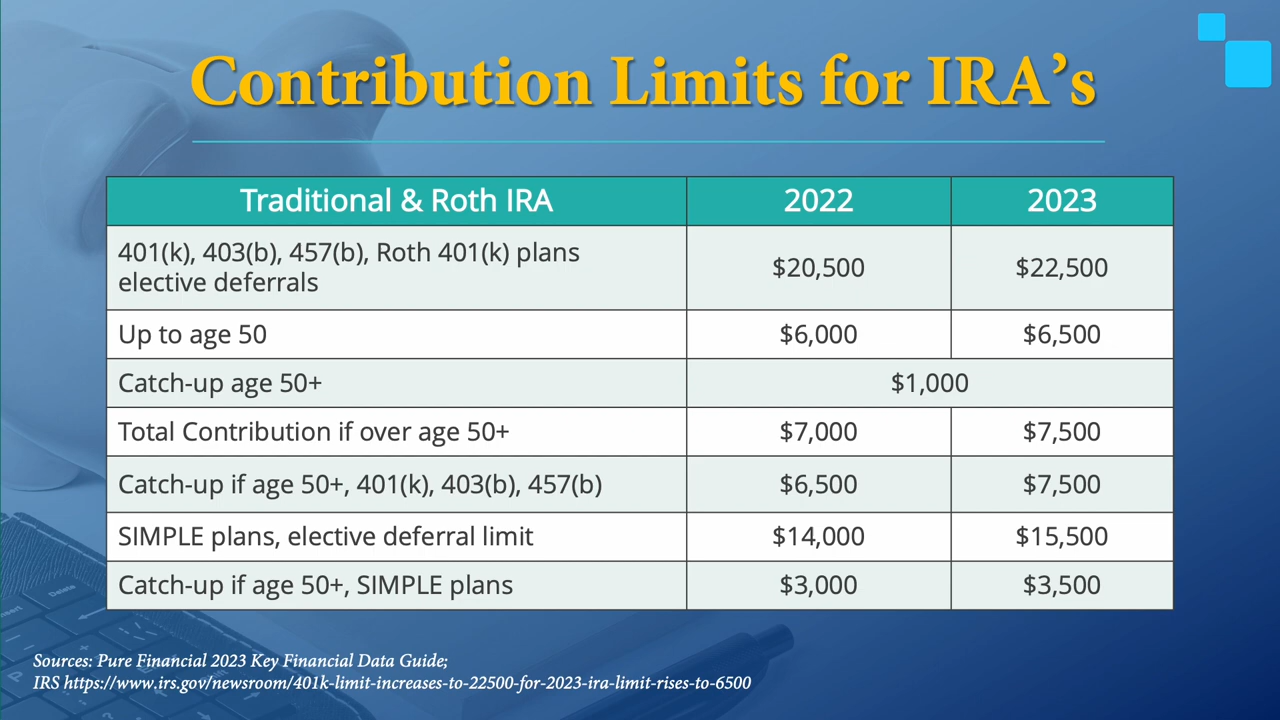 Contribution Limits for IRA's
Traditional & Roth IRA 2022 2023
401(k), 403(b), 457(b), Roth 401(k) plans
elective deferrals $20,500 $22,500
Up to age 50 $6,000 $6,500
Catch-up age 50+ $1,000
Total Contribution if over age 50+ $7,000 $7,500
Catch-up if age 50+, 401(k), 403(b), 457(b) $6,500 $7,500
SIMPLE plans, elective deferral limit $14,000 $15,500
Catch-up if age 50+, SIMPLE plans $3,000 $3,500
Delete
Sources: Pure Financial 2023 Key Financial Data Guide;
IRS https://www.irs.gov/newsroom/401k-limit-increases-to-22500-for-2023-ira-limit-rises-to-6500